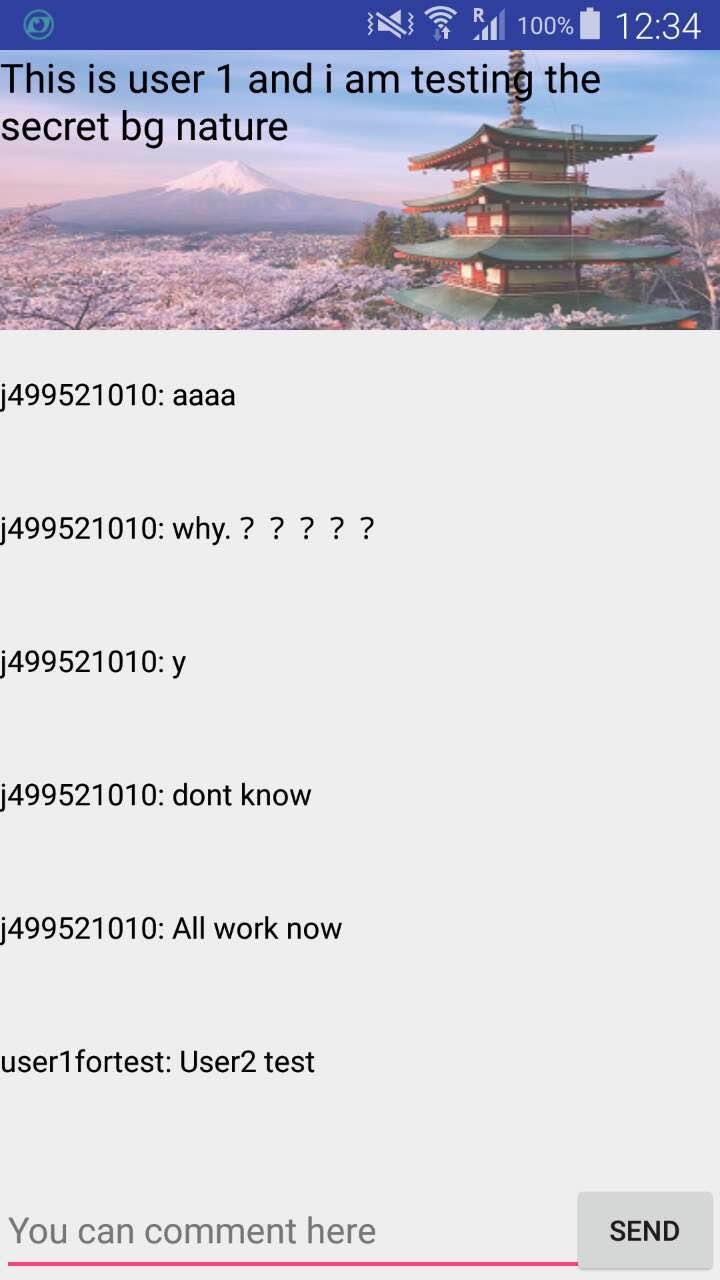 R 100% 12:34
This is user 1 and i am testing the
secret bg nature
j499521010: aaaa
j499521010: why.？？？？？
j499521010: y
j499521010: dont know
j499521010: All work now
user1fortest: User2 test
You can comment here
SEND